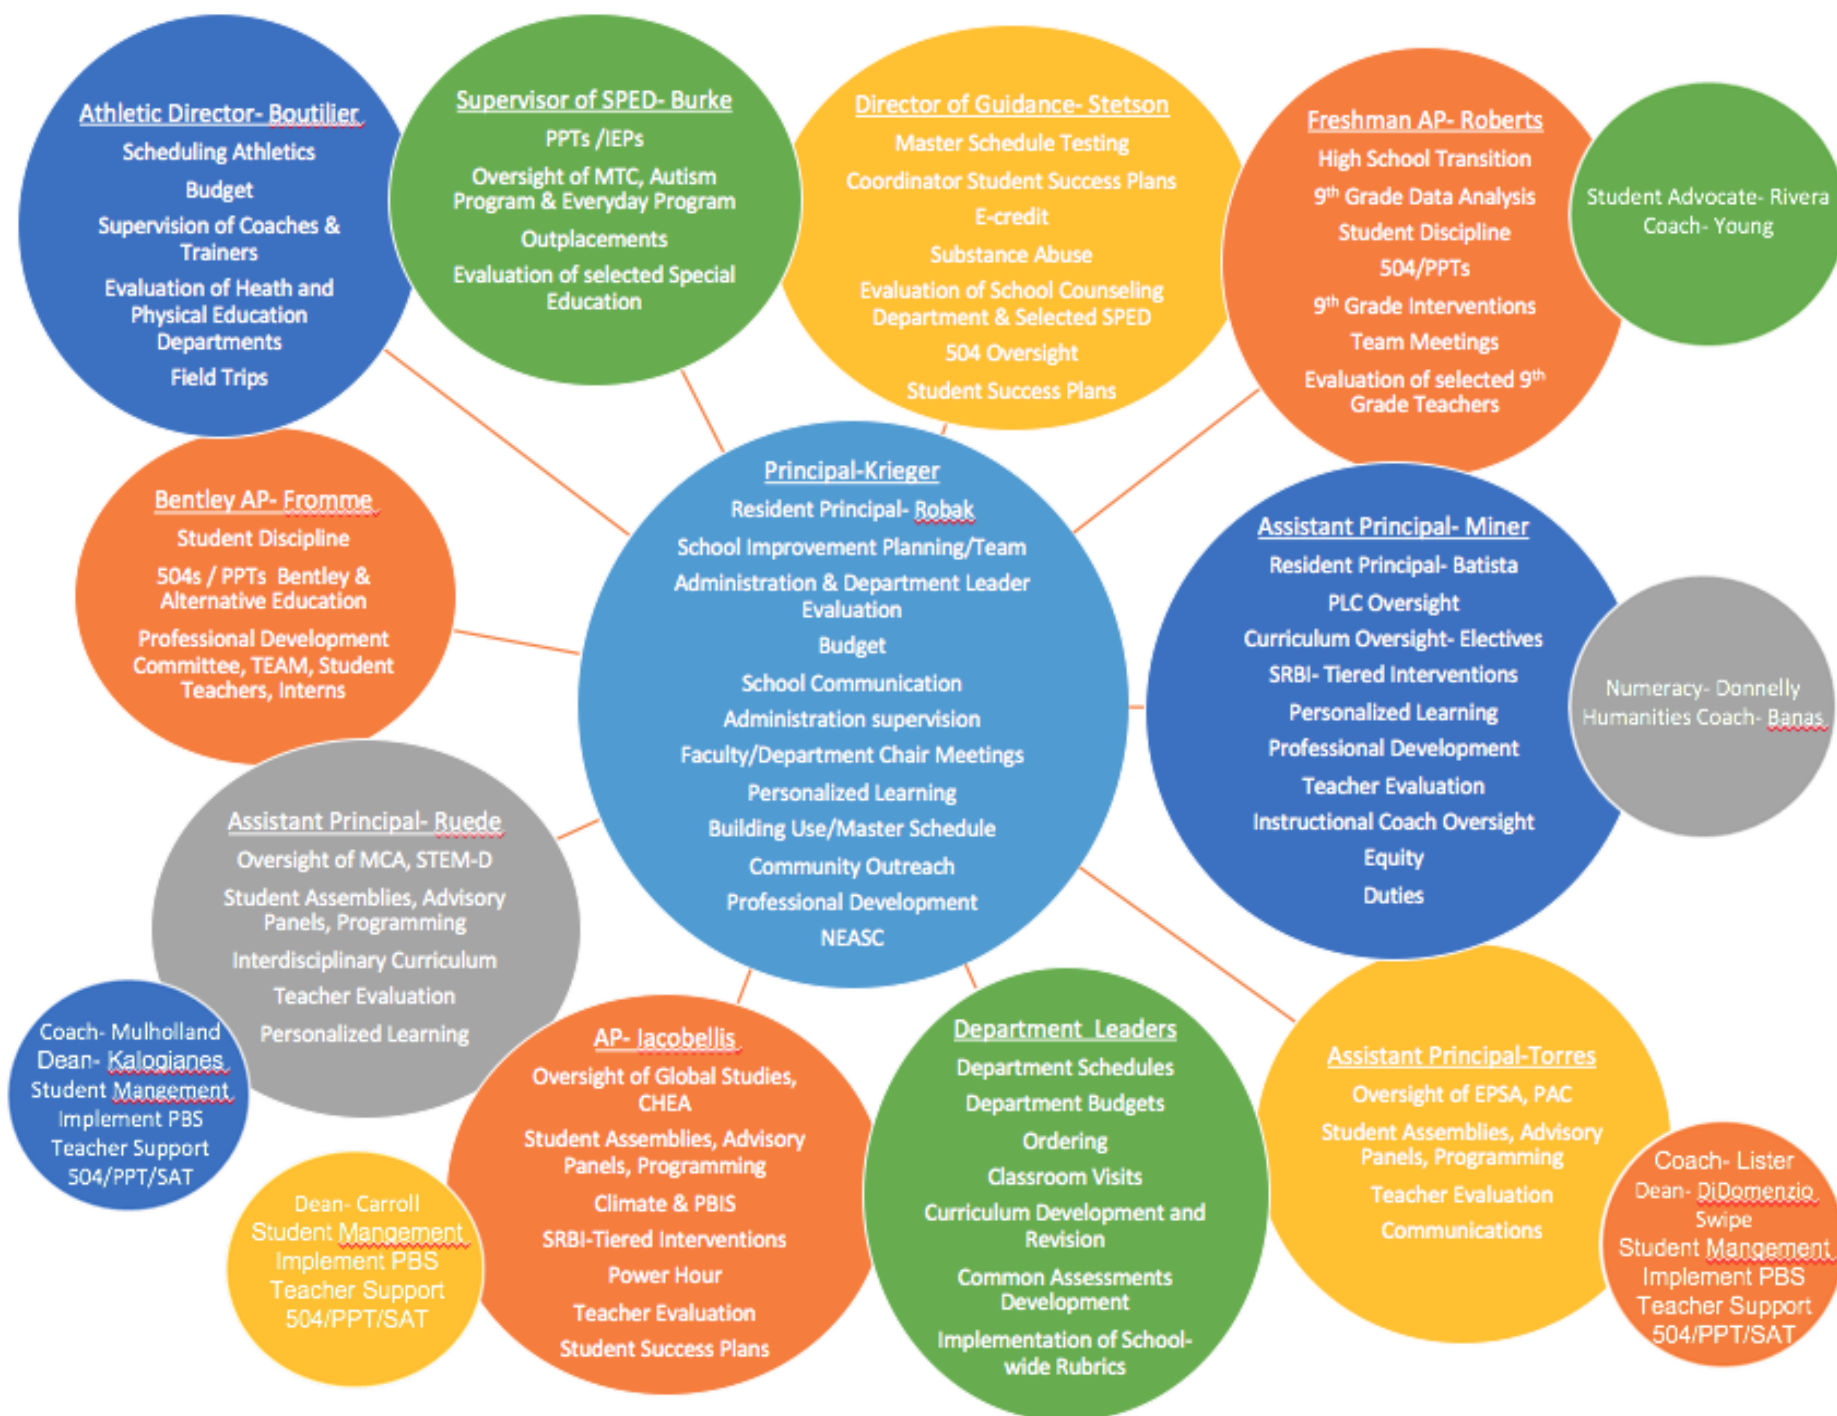 Athletic Director- Boutilier
Scheduling Athletics
Budget
Supervision of Coaches &
Trainers
Evaluation of Heath and
Physical Education
Departments
Field Trips
Supervisor of SPED- Burke
PPTs /IEPs
Oversight of MTC, Autism
Program & Everyday Program
Outplacements
Evaluation of selected Special
Education
Director of Guidance- Stetson
Master Schedule Testing
Coordinator Student Success Plans
E-credit
Substance Abuse
Evaluation of School Counseling
Department & Selected SPED
504 Oversight
Student Success Plans
Freshman AP- Roberts
High School Transition
9th Grade Data Analysis
Student Discipline
504/PPTs
9th Grade Interventions
Team Meetings
Evaluation of selected 9th
Grade Teachers
Student Advocate- Rivera
Coach- Young
Bentley AP- Fromme
Student Discipline
504s / PPTs Bentley &
Alternative Education
Professional Development
Committee, TEAM, Student
Teachers, Interns
Principal-Krieger
Resident Principal- Robak
School Improvement Planning/Team
Administration & Department Leader
Evaluation
Budget
School Communication
Administration supervision
Faculty/Department Chair Meetings
Personalized Learning
Building Use/Master Schedule
Community Outreach
Professional Development
NEASC
Assistant Principal- Miner
Resident Principal- Batista
PLC Oversight
Curriculum Oversight- Electives
SRBI- Tiered Interventions
Personalized Learning
Professional Development
Teacher Evaluation
Instructional Coach Oversight
Equity
Duties
Numeracy- Donnelly
Humanities Coach- Banas
Assistant Principal- Ruede
Oversight of MCA, STEM-D
Student Assemblies, Advisory
Panels, Programming
Interdisciplinary Curriculum
Teacher Evaluation
Personalized Learning
Coach- Mulholland
Dean- Kalogianes
Student Mangement
Implement PBS
Teacher Support
504/PPT/SAT
Dean- Carroll
Student Mangement
Implement PBS
Teacher Support
504/PPT/SAT
AP- Iacobellis
Oversight of Global Studies,
CHEA
Student Assemblies, Advisory
Panels, Programming
Climate & PBIS
SRBI-Tiered Interventions
Power Hour
Teacher Evaluation
Student Success Plans
Department Leaders
Department Schedules
Department Budgets
Ordering
Classroom Visits
Curriculum Development and
Revision
Common Assessments
Development
Implementation of School-
wide Rubrics
Assistant Principal-Torres
Oversight of EPSA, PAC
Student Assemblies, Advisory
Panels, Programming
Teacher Evaluation
Communications
Coach- Lister
Dean- DiDomenzio
Swipe
Student Mangement
Implement PBS
Teacher Support
504/PPT/SAT